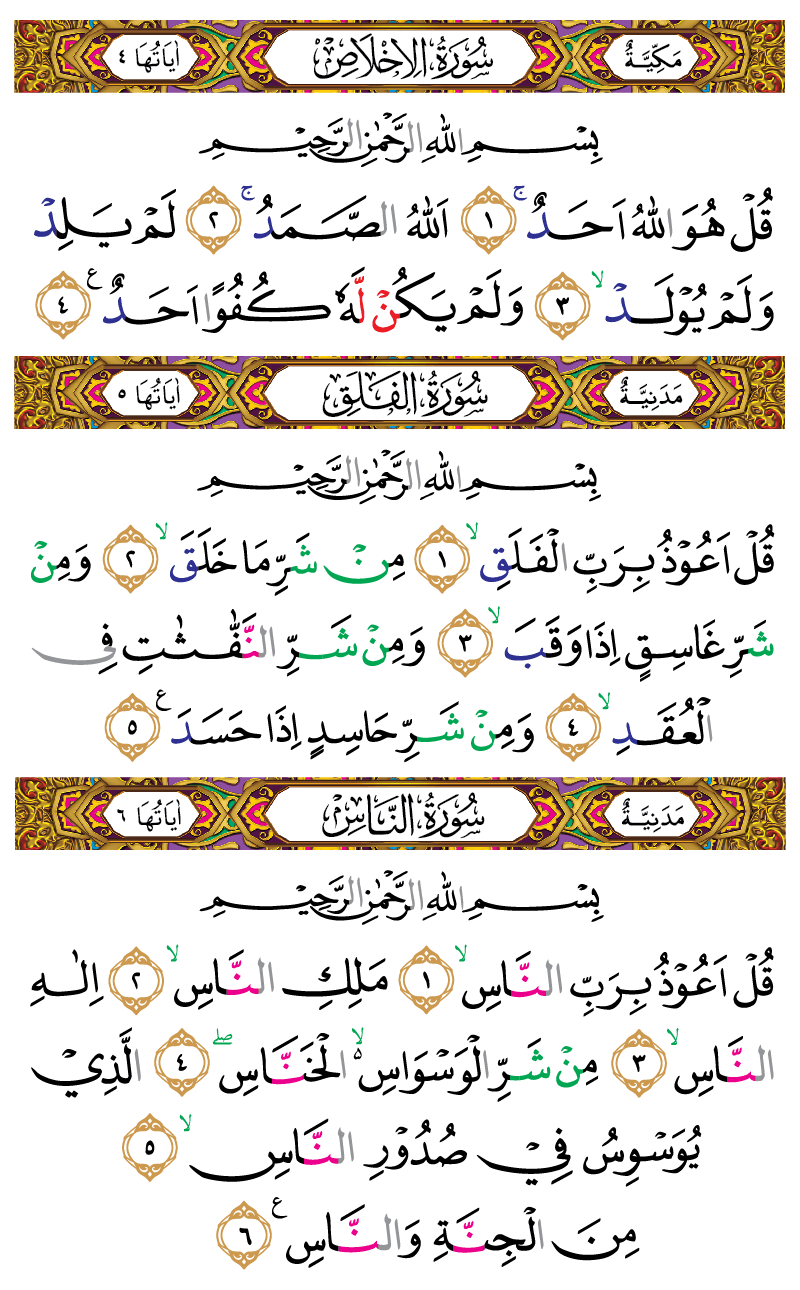 مَكِّيَّةٌ سُوْرَةُ الْاِخْلَاصِ اٰيَاتُهَا ٤
بِسْمِ اللّٰهِ الرَّحْمٰنِ الرَّحِيْمِ
قُلْ هُوَ اللّٰهُ اَحَدٌ ۚ ١ اَللّٰهُ الصَّمَدُ ۚ ٢ لَمْ يَلِدْ
وَلَمْ يُوْلَدْ ۙ ٣ وَلَمْ يَكُنْ لَّهٗ كُفُوًا اَحَدٌ ࣖ ٤
مَدَنِيَّةٌ سُوْرَةُ الْفَلَقِ اٰيَاتُهَا ٥
بِسْمِ اللّٰهِ الرَّحْمٰنِ الرَّحِيْمِ
قُلْ اَعُوْذُ بِرَبِّ الْفَلَقِ ۙ ١ مِنْ شَرِّ مَا خَلَقَ ۙ ٢ وَمِنْ
شَرِّ غَاسِقٍ اِذَا وَقَبَ ۙ ٣ وَمِنْ شَرِّ النَّفّٰثٰتِ فِى
الْعُقَدِ ۙ ٤ وَمِنْ شَرِّ حَاسِدٍ اِذَا حَسَدَ ࣖ ٥
مَدَنِيَّةٌ سُوْرَةُ النَّاسِ اٰيَاتُهَا ٦
بِسْمِ اللّٰهِ الرَّحْمٰنِ الرَّحِيْمِ
قُلْ اَعُوْذُ بِرَبِّ النَّاسِ ۙ ١ مَلِكِ النَّاسِ ۙ ٢ اِلٰهِ
النَّاسِ ۙ ٣ مِنْ شَرِّ الْوَسْوَاسِ ەۙ الْخَنَّاسِ ۖ ٤ الَّذِيْ
يُوَسْوِسُ فِيْ صُدُوْرِ النَّاسِ ۙ ٥
مِنَ الْجِنَّةِ وَالنَّاسِ ࣖ ٦